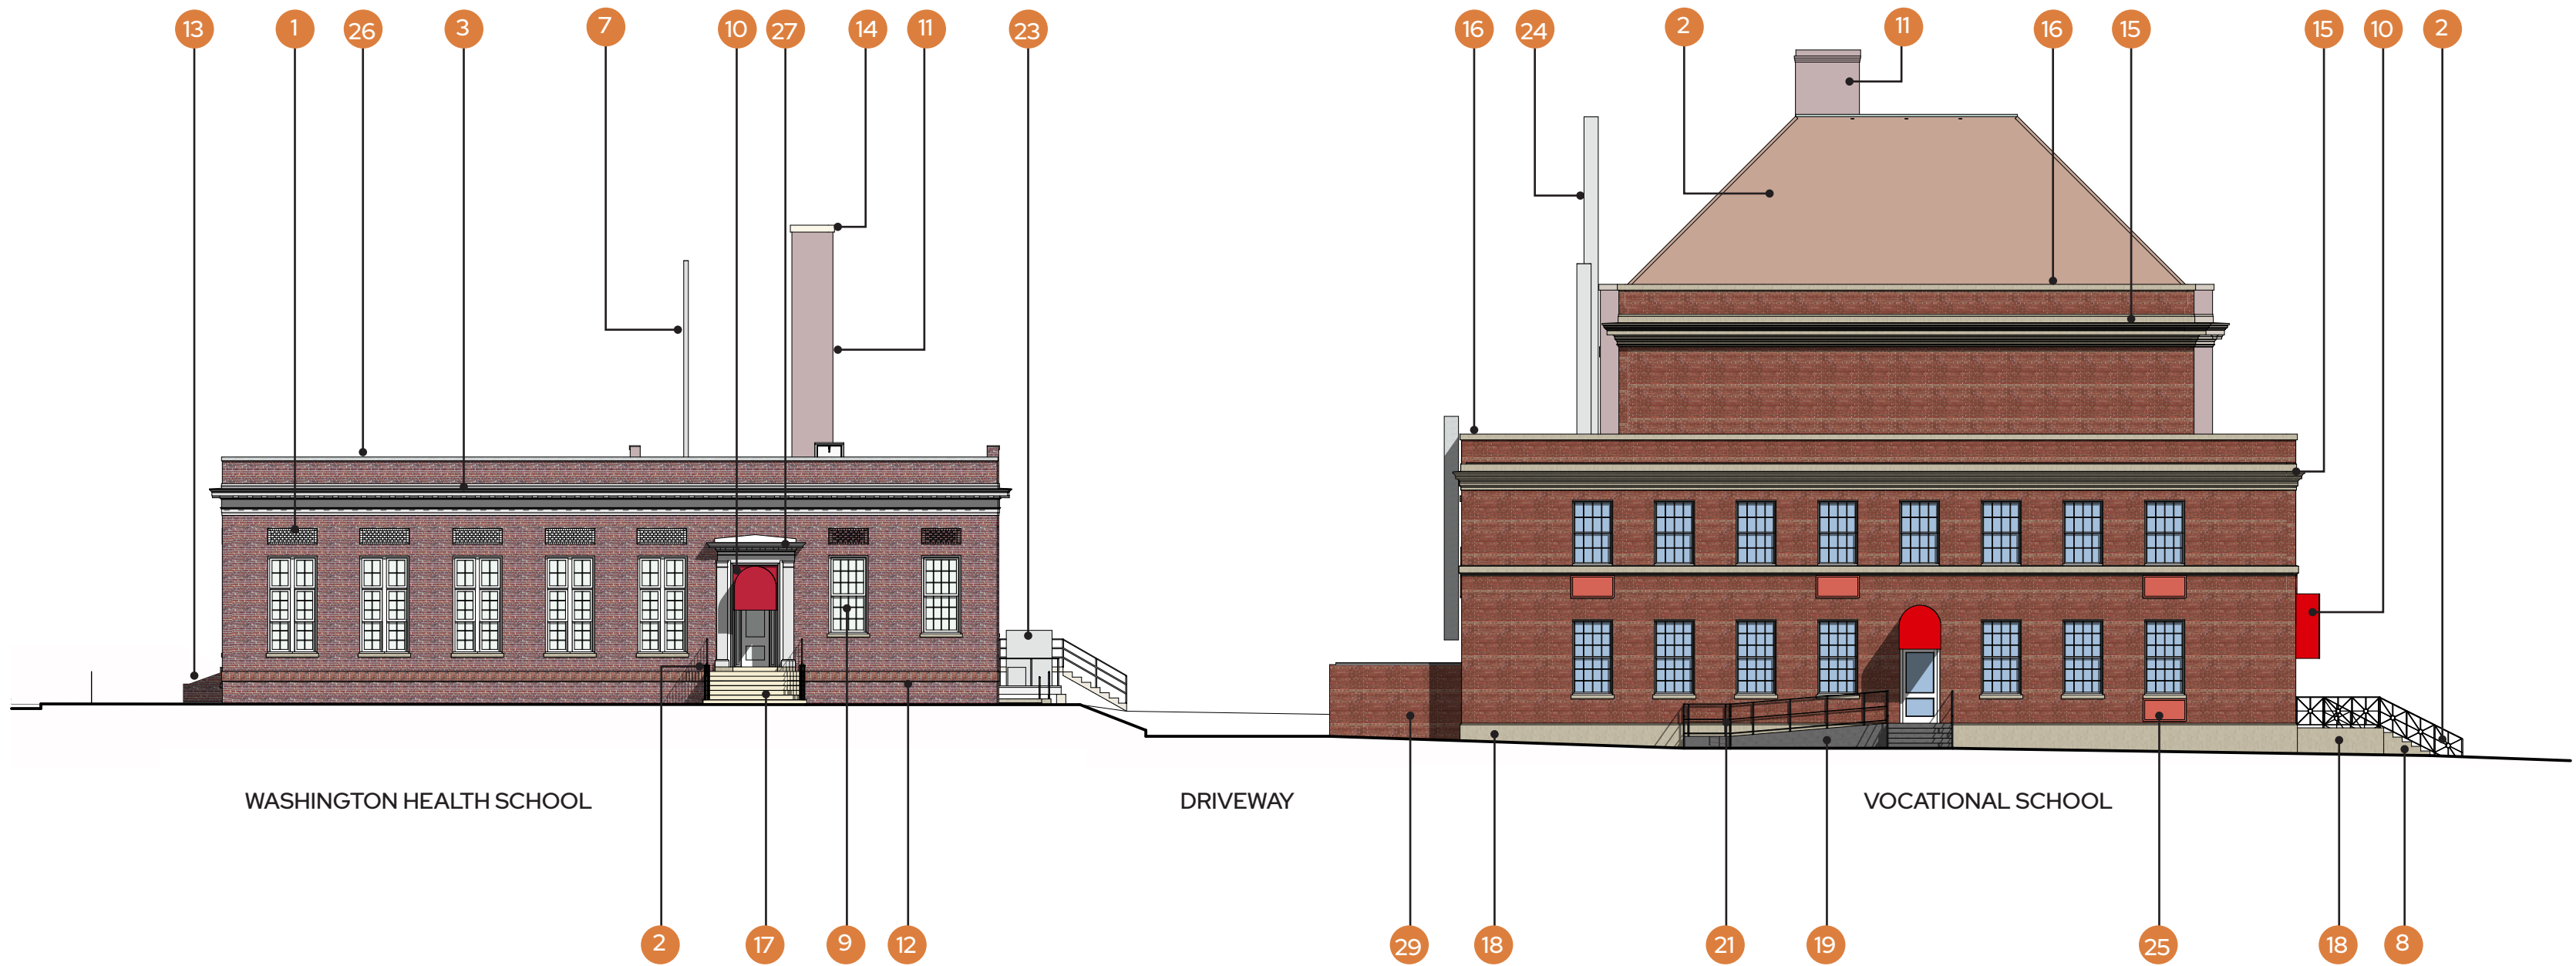 13 1 26 3 7 10 27 14 11 23 16 24 2 11 16 15 15 10 2
WASHINGTON HEALTH SCHOOL DRIVEWAY VOCATIONAL SCHOOL
2 17 9 12 29 18 21 19 25 18 8